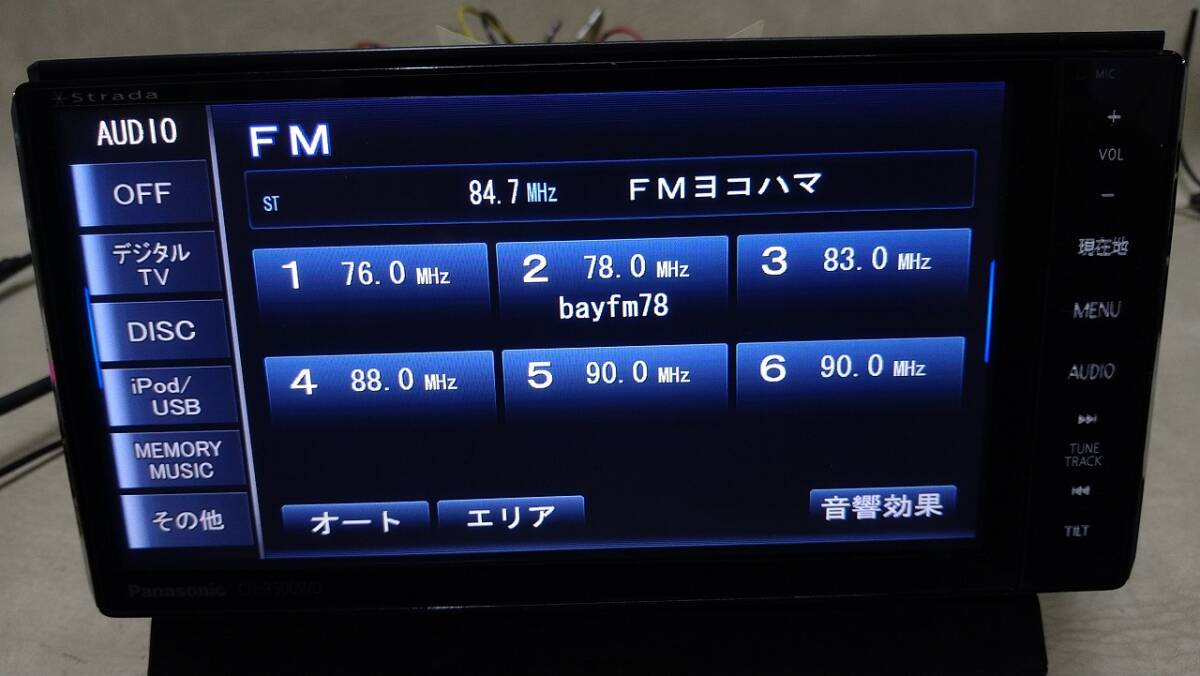 Strada
AUDIO
OFF
デジタル
TV
DISC
iPod/
USB
MEMORY
MUSIC
その他
FM
ST 84.7 MHz FMヨコハマ
1 76.0 MHz
2 78.0 MHz
bayfm78
3 83.0 MHz
4 88.0 MHz
5 90.0 MHz
6 90.0 MHz
オート
エリア
音響効果
MIC
+
VOL
-
現在地
MENU
AUDIO
TUNE
TRACK
TILT
Panasonic